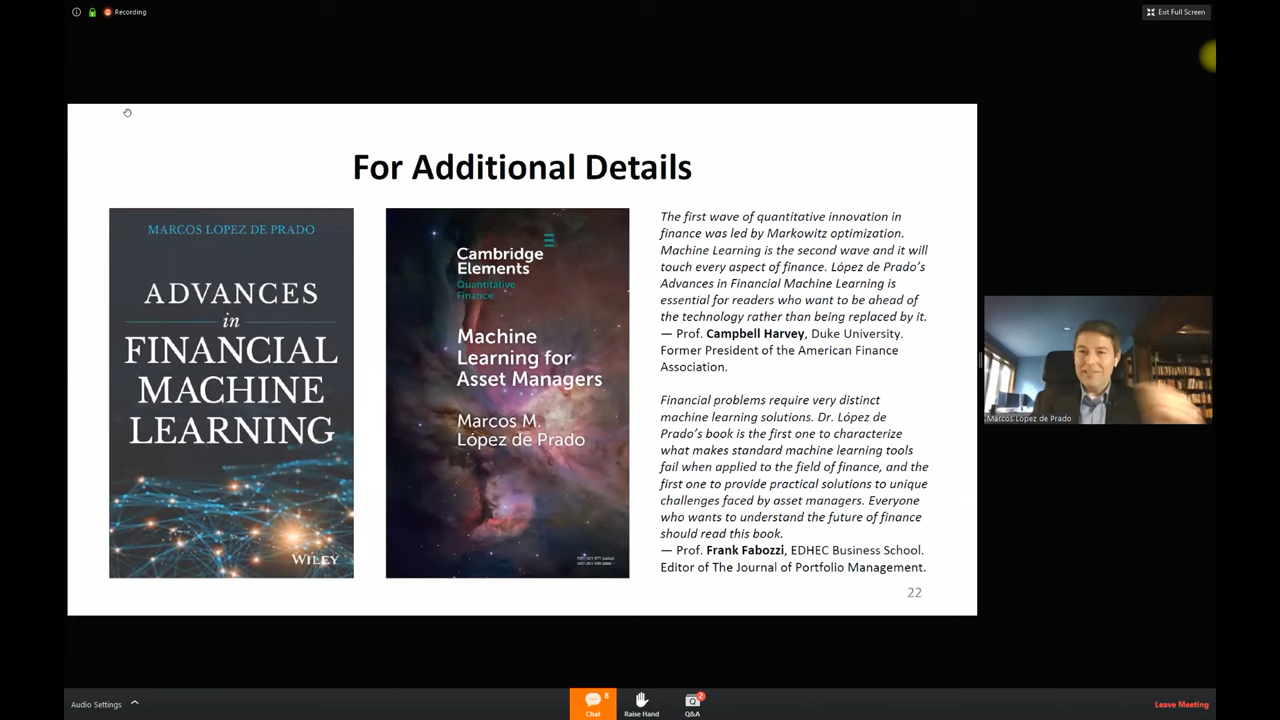 Recording
Exit Full Screen
For Additional Details
MARCOS LOPEZ DE PRADO
ADVANCES
in
FINANCIAL
MACHINE
LEARNING
WILEY
Cambridge
Elements
Quantitative
Finance
Machine
Learning for
Asset Managers
Marcos M.
López de Prado
The first wave of quantitative innovation in
finance was led by Markowitz optimization.
Machine Learning is the second wave and it will
touch every aspect of finance. López de Prado's
Advances in Financial Machine Learning is
essential for readers who want to be ahead of
the technology rather than being replaced by it.
— Prof. Campbell Harvey, Duke University.
Former President of the American Finance
Association.
Financial problems require very distinct
machine learning solutions. Dr. López de
Prado's book is the first one to characterize
what makes standard machine learning tools
fail when applied to the field of finance, and the
first one to provide practical solutions to unique
challenges faced by asset managers. Everyone
who wants to understand the future of finance
should read this book.
— Prof. Frank Fabozzi, EDHEC Business School.
Editor of The Journal of Portfolio Management.
22
Marcos Lopez de Prado
Audio Settings
8
Chat
Raise Hand
2
Q&A
Leave Meeting